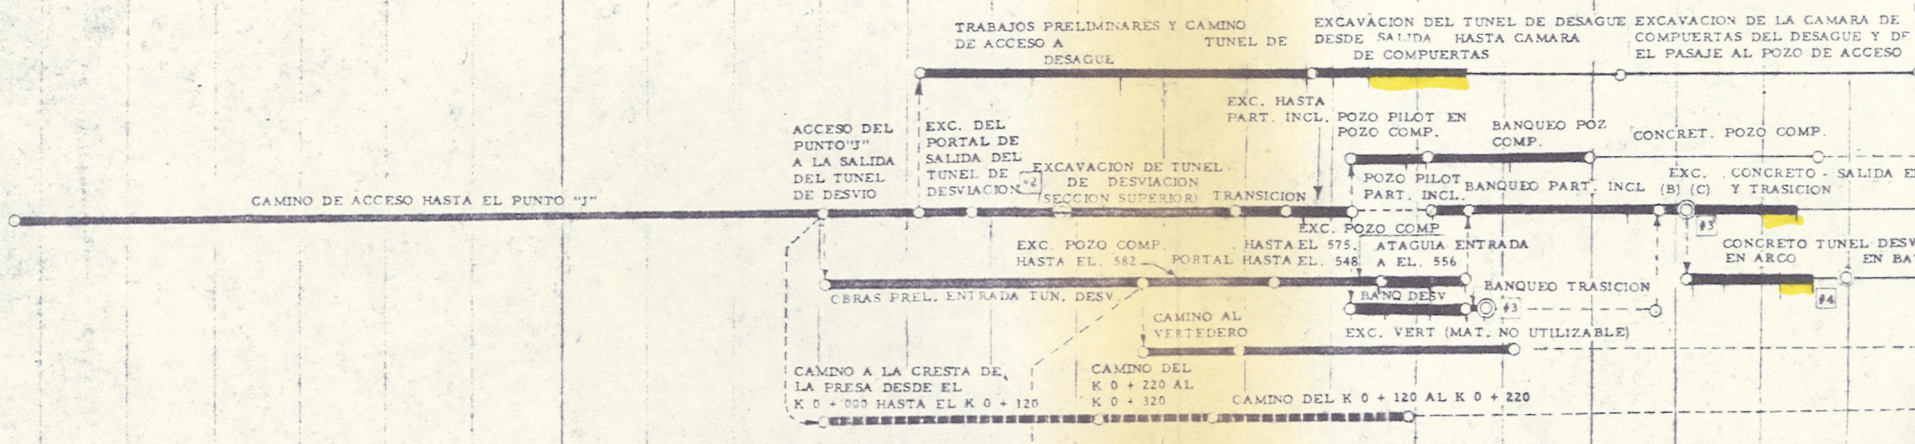 TRABAJOS PRELIMINARES Y CAMINO
DE ACCESO A TUNEL DE
DESAGUE
EXCAVACION DEL TUNEL DE DESAGUE
DESDE SALIDA HASTA CAMARA
DE COMPUERTAS
EXCAVACION DE LA CAMARA DE
COMPUERTAS DEL DESAGUE Y DE
EL PASAJE AL POZO DE ACCESO
ACCESO DEL
PUNTO"J"
A LA SALIDA
DEL TUNEL
DE DESVIO
EXC. DEL
PORTAL DE
SALIDA DEL
TUNEL DE
DESVIACION
#2
EXCAVACION DE TUNEL
DE DESVIACION
(SECCION SUPERIOR)
TRANSICION
EXC. HASTA
PART. INCL.
POZO PILOT EN
POZO COMP.
BANQUEO POZ
COMP.
CONCRET. POZO COMP.
POZO PILOT
PART. INCL.
BANQUEO PART. INCL
EXC.
(B) (C)
CONCRETO - SALIDA E
Y TRASICION
#3
CAMINO DE ACCESO HASTA EL PUNTO "J"
EXC. POZO COMP
EXC. POZO COMP.
HASTA EL. 582
HASTA EL 575.
PORTAL HASTA EL. 548
ATAGUIA ENTRADA
A EL. 556
CONCRETO TUNEL DESV
EN ARCO EN BA
#4
OBRAS PREL. ENTRADA TUN. DESV.
BANQ DESV
BANQUEO TRASICION
#3
CAMINO AL
VERTEDERO
EXC. VERT (MAT. NO UTILIZABLE)
CAMINO A LA CRESTA DE
LA PRESA DESDE EL
K 0 + 000 HASTA EL K 0 + 120
CAMINO DEL
K 0 + 220 AL
K 0 + 320
CAMINO DEL K 0 + 120 AL K 0 + 220